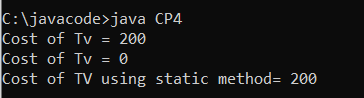 C:\javacode>java CP4
Cost of Tv = 200
Cost of Tv = 0
Cost of TV using static method= 200